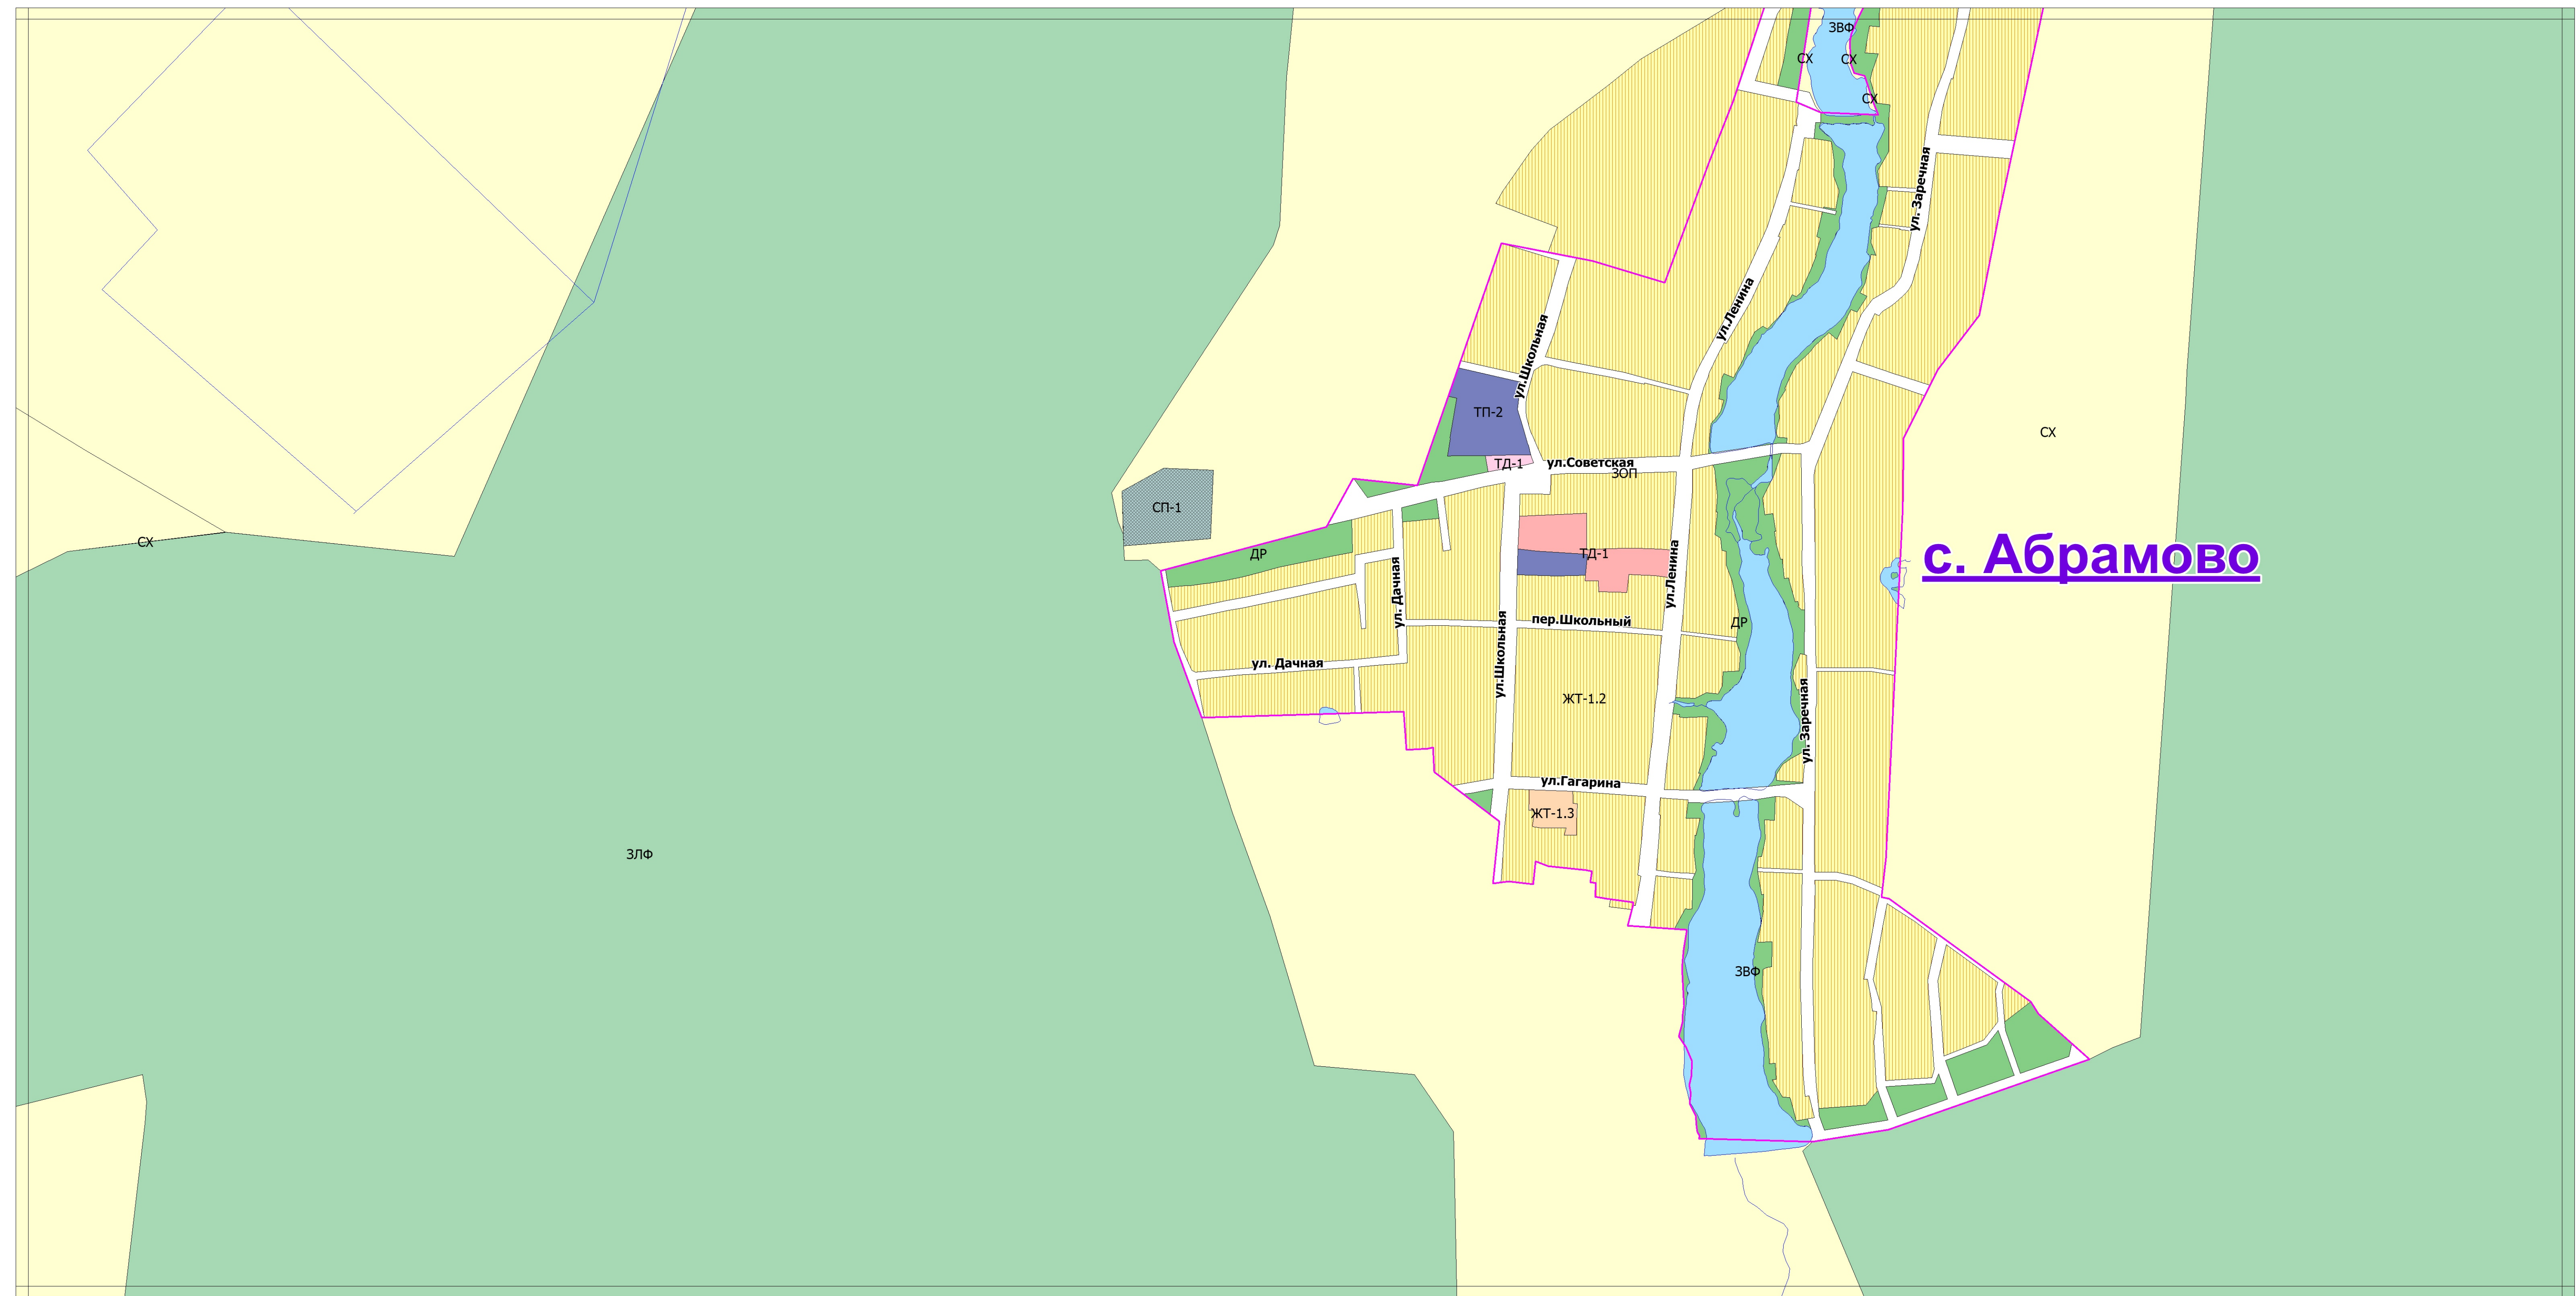 ЗВФ
СХ
СХ
СХ
ул. Заречная
ул.Ленина
ул.Школьная
ТП-2
СХ
ТД-1
ул.Советская
ЗОП
СП-1
СХ
ДР
ТД-1
с. Абрамово
ул. Дачная
ул.Ленина
пер.Школьный
ДР
ул.Школьная
ул. Дачная
ЖТ-1.2
ул. Заречная
ул.Гагарина
ЖТ-1.3
ЗЛФ
ЗВФ